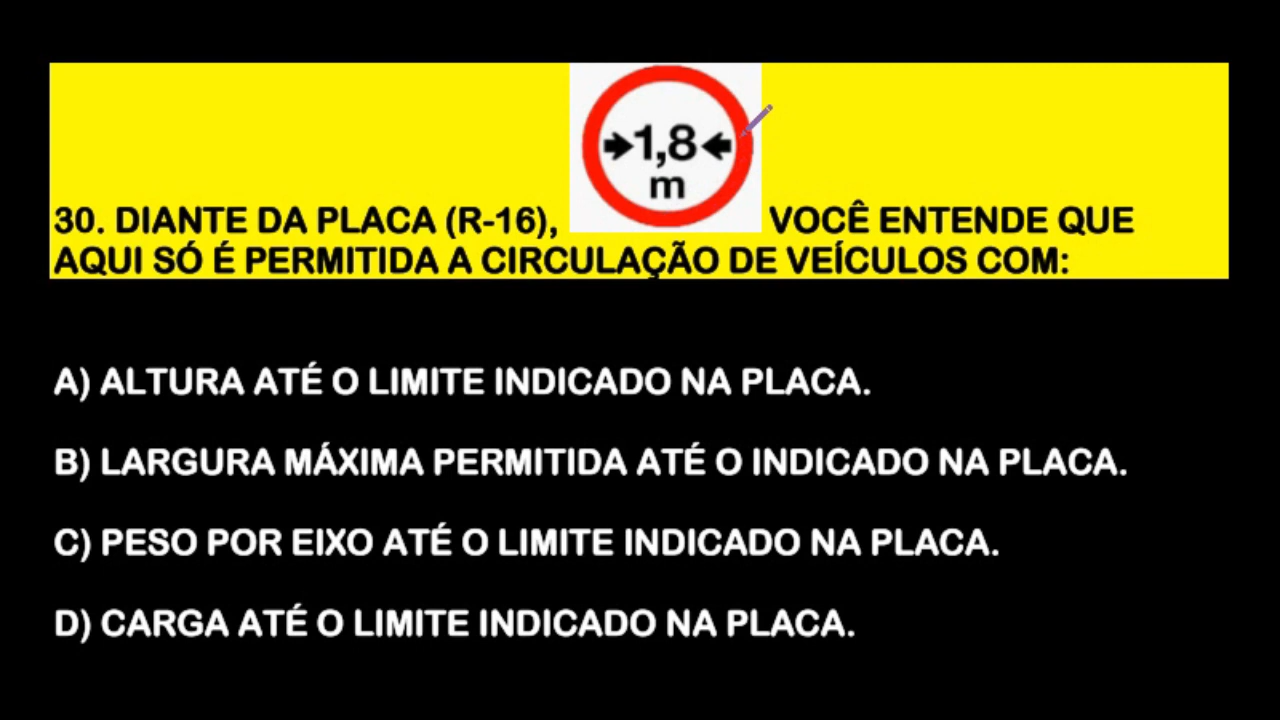 1,8
m
30. DIANTE DA PLACA (R-16), VOCÊ ENTENDE QUE
AQUI SÓ É PERMITIDA A CIRCULAÇÃO DE VEÍCULOS COM:
A) ALTURA ATÉ O LIMITE INDICADO NA PLACA.
B) LARGURA MÁXIMA PERMITIDA ATÉ O INDICADO NA PLACA.
C) PESO POR EIXO ATÉ O LIMITE INDICADO NA PLACA.
D) CARGA ATÉ O LIMITE INDICADO NA PLACA.